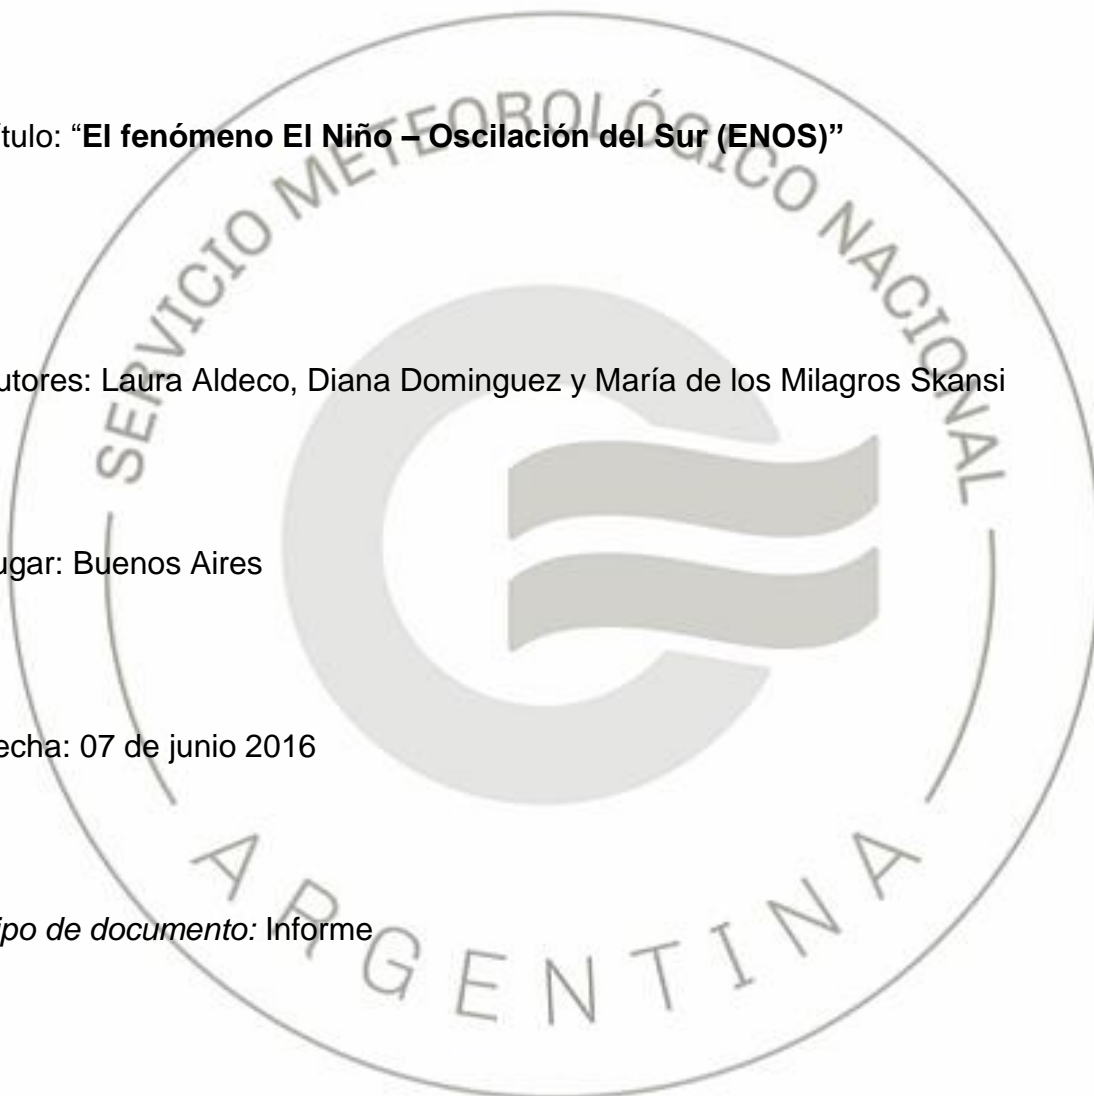 ítulo: “El fenómeno El Niño – Oscilación del Sur (ENOS)”
utores: Laura Aldeco, Diana Dominguez y María de los Milagros Skansi
ugar: Buenos Aires
echa: 07 de junio 2016
ipo de documento: Informe
SERVICIO METEOROLÓGICO NACIONAL
ARGENTINA